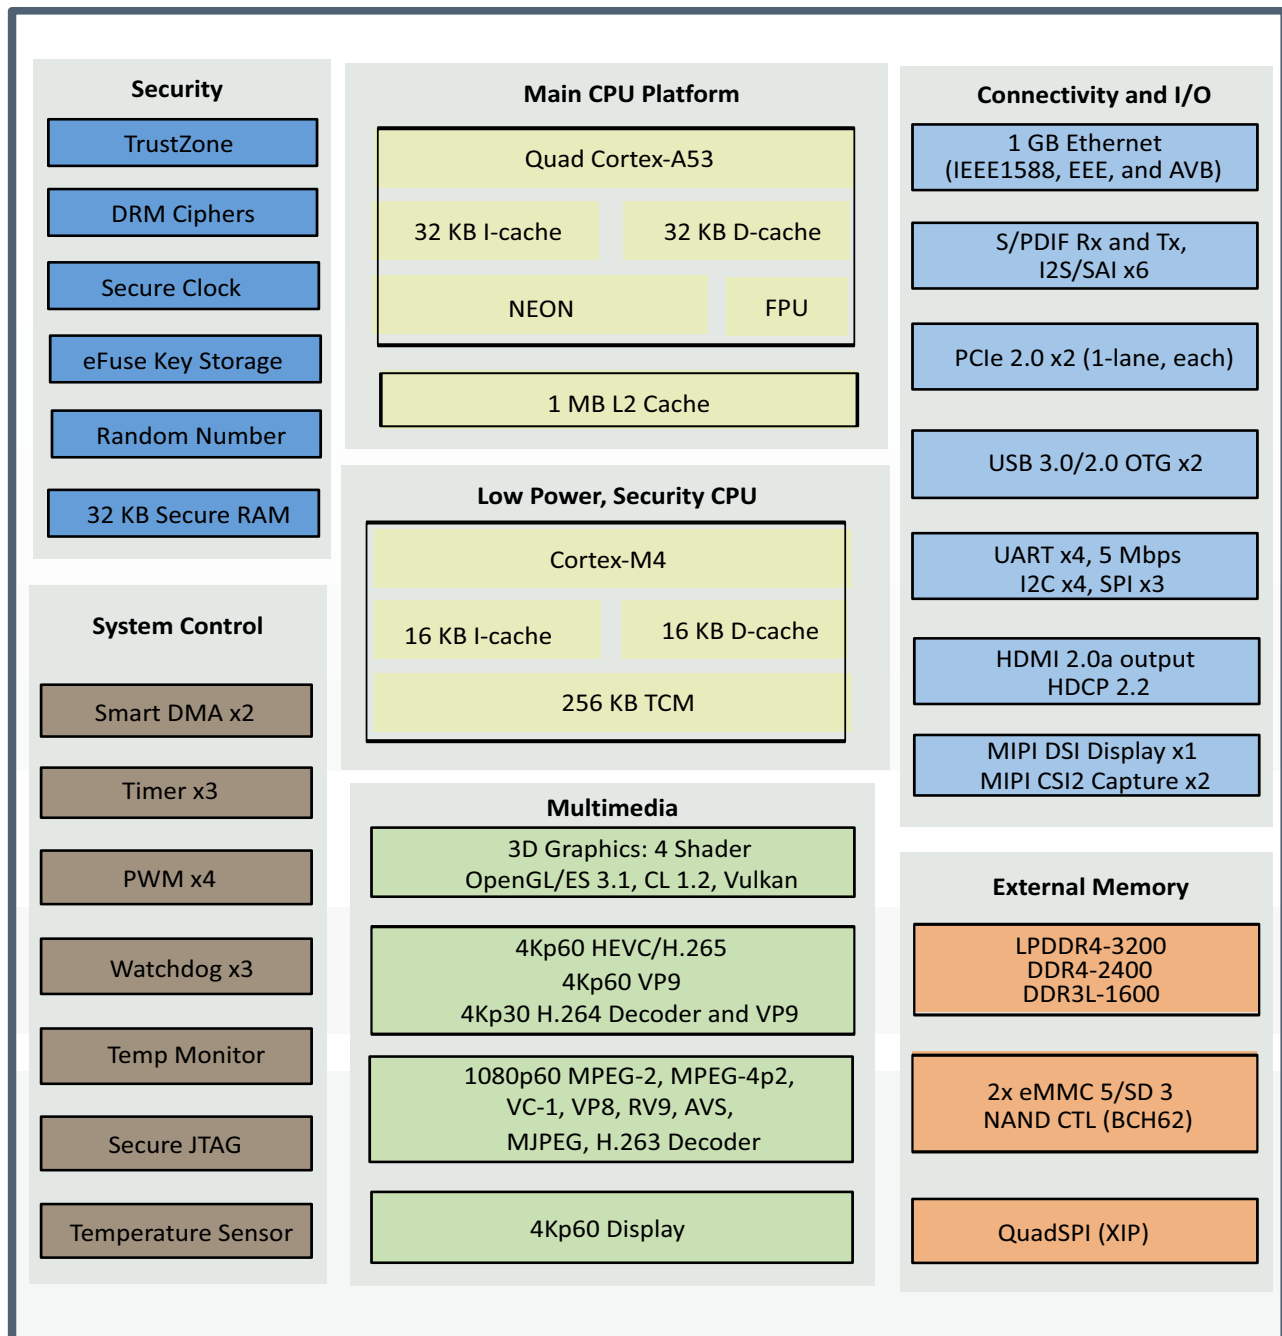 Security
TrustZone
DRM Ciphers
Secure Clock
eFuse Key Storage
Random Number
32 KB Secure RAM
System Control
Smart DMA x2
Timer x3
PWM x4
Watchdog x3
Temp Monitor
Secure JTAG
Temperature Sensor
Main CPU Platform
Quad Cortex-A53
32 KB I-cache
32 KB D-cache
NEON
FPU
1 MB L2 Cache
Low Power, Security CPU
Cortex-M4
16 KB I-cache
16 KB D-cache
256 KB TCM
Multimedia
3D Graphics: 4 Shader
OpenGL/ES 3.1, CL 1.2, Vulkan
4Kp60 HEVC/H.265
4Kp60 VP9
4Kp30 H.264 Decoder and VP9
1080p60 MPEG-2, MPEG-4p2,
VC-1, VP8, RV9, AVS,
MJPEG, H.263 Decoder
4Kp60 Display
Connectivity and I/O
1 GB Ethernet
(IEEE1588, EEE, and AVB)
S/PDIF Rx and Tx,
I2S/SAI x6
PCIe 2.0 x2 (1-lane, each)
USB 3.0/2.0 OTG x2
UART x4, 5 Mbps
I2C x4, SPI x3
HDMI 2.0a output
HDCP 2.2
MIPI DSI Display x1
MIPI CSI2 Capture x2
External Memory
LPDDR4-3200
DDR4-2400
DDR3L-1600
2x eMMC 5/SD 3
NAND CTL (BCH62)
QuadSPI (XIP)